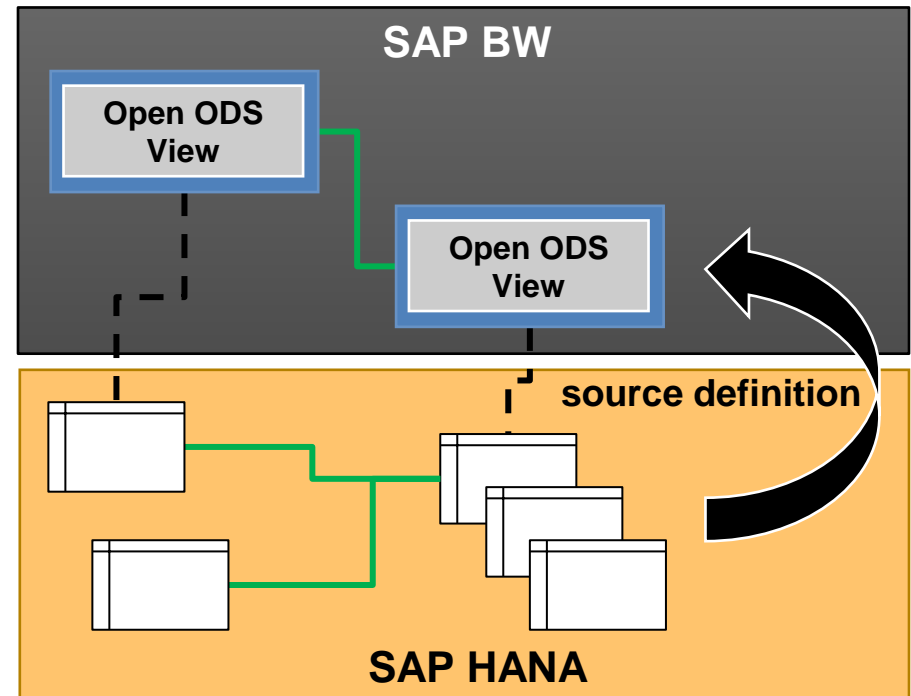 SAP BW
Open ODS
View
Open ODS
View
source definition
SAP HANA